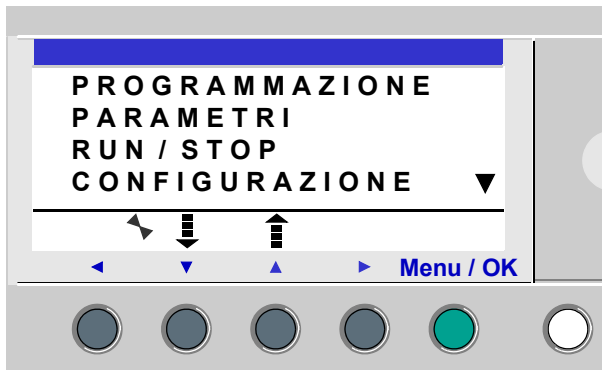 PROGRAMMAZIONE
PARAMETRI
RUN / STOP
CONFIGURAZIONE
Menu / OK